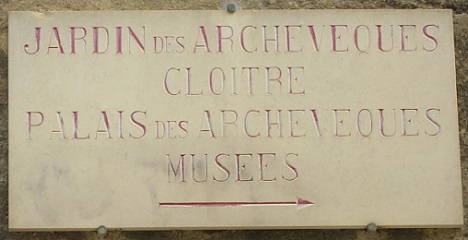 JARDIN DES ARCHEVEQUES
CLOITRE
PALAIS DES ARCHEVEQUES
MUSEES